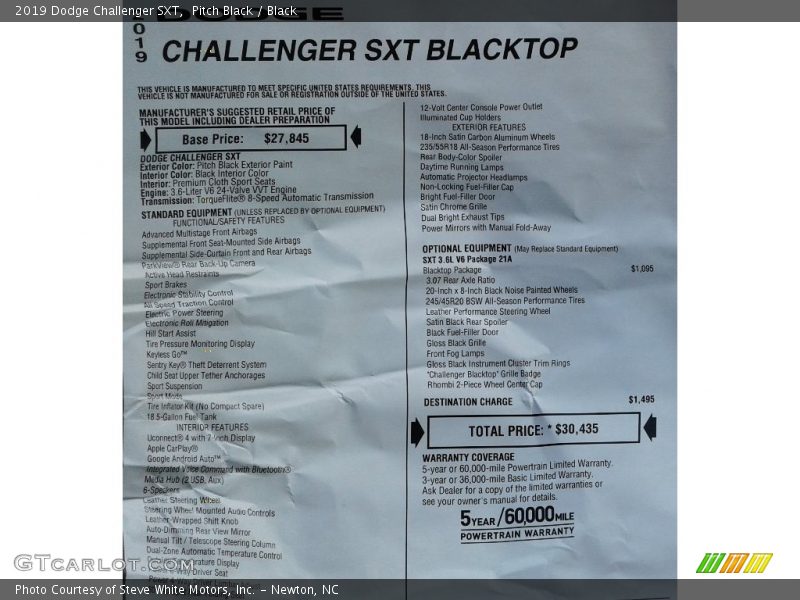 2019 Dodge Challenger SXT, Pitch Black / Black
2019
DODGE
CHALLENGER SXT BLACKTOP
THIS VEHICLE IS MANUFACTURED TO MEET SPECIFIC UNITED STATES REQUIREMENTS. THIS
VEHICLE IS NOT MANUFACTURED FOR SALE OR REGISTRATION OUTSIDE OF THE UNITED STATES.
MANUFACTURER'S SUGGESTED RETAIL PRICE OF
THIS MODEL INCLUDING DEALER PREPARATION
Base Price: $27,845
DODGE CHALLENGER SXT
Exterior Color: Pitch Black Exterior Paint
Interior Color: Black Interior Color
Interior: Premium Cloth Sport Seats
Engine: 3.6-Liter V6 24-Valve VVT Engine
Transmission: TorqueFlite® 8-Speed Automatic Transmission
STANDARD EQUIPMENT (UNLESS REPLACED BY OPTIONAL EQUIPMENT)
FUNCTIONAL/SAFETY FEATURES
Advanced Multistage Front Airbags
Supplemental Front Seat-Mounted Side Airbags
Supplemental Side-Curtain Front and Rear Airbags
ParkView® Rear Back-Up Camera
Active Head Restraints
Sport Brakes
Electronic Stability Control
All Speed Traction Control
Electric Power Steering
Electronic Roll Mitigation
Hill Start Assist
Tire Pressure Monitoring Display
Keyless Go™
Sentry Key® Theft Deterrent System
Child Seat Upper Tether Anchorages
Sport Suspension
Sport Mode
Tire Inflator Kit (No Compact Spare)
18.5-Gallon Fuel Tank
INTERIOR FEATURES
Uconnect® 4 with 7-Inch Display
Apple CarPlay®
Google Android Auto™
Integrated Voice Command with Bluetooth®
Media Hub (2 USB, Aux)
6-Speakers
Leather Steering Wheel
Steering Wheel Mounted Audio Controls
Leather-Wrapped Shift Knob
Auto-Dimming Rear View Mirror
Manual Tilt / Telescope Steering Column
Dual-Zone Automatic Temperature Control
Temperature Display
Power 6-Way Driver Seat
12-Volt Center Console Power Outlet
Illuminated Cup Holders
EXTERIOR FEATURES
18-Inch Satin Carbon Aluminum Wheels
235/55R18 All-Season Performance Tires
Rear Body-Color Spoiler
Daytime Running Lamps
Automatic Projector Headlamps
Non-Locking Fuel-Filler Cap
Bright Fuel-Filler Door
Satin Chrome Grille
Dual Bright Exhaust Tips
Power Mirrors with Manual Fold-Away
OPTIONAL EQUIPMENT (May Replace Standard Equipment)
SXT 3.6L V6 Package 21A
Blacktop Package $1,095
3.07 Rear Axle Ratio
20-Inch x 8-Inch Black Noise Painted Wheels
245/45R20 BSW All-Season Performance Tires
Leather Performance Steering Wheel
Satin Black Rear Spoiler
Black Fuel-Filler Door
Gloss Black Grille
Front Fog Lamps
Gloss Black Instrument Cluster Trim Rings
"Challenger Blacktop" Grille Badge
Rhombi 2-Piece Wheel Center Cap
DESTINATION CHARGE $1,495
TOTAL PRICE: * $30,435
WARRANTY COVERAGE
5-year or 60,000-mile Powertrain Limited Warranty.
3-year or 36,000-mile Basic Limited Warranty.
Ask Dealer for a copy of the limited warranties or
see your owner's manual for details.
5YEAR/60,000MILE
POWERTRAIN WARRANTY
GTcarlot.com
Photo Courtesy of Steve White Motors, Inc. – Newton, NC